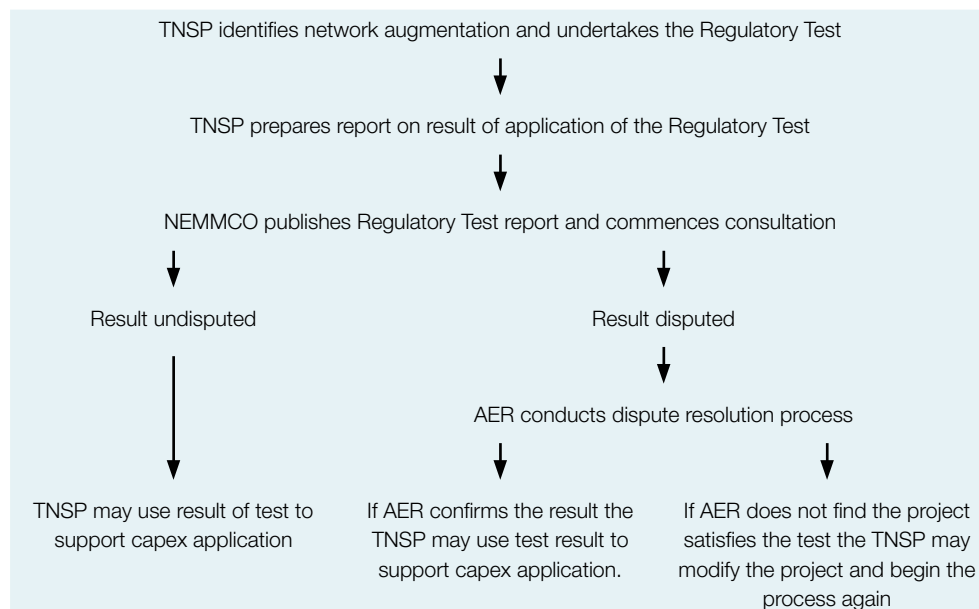 TNSP identifies network augmentation and undertakes the Regulatory Test
TNSP prepares report on result of application of the Regulatory Test
NEMMCO publishes Regulatory Test report and commences consultation
Result undisputed
Result disputed
AER conducts dispute resolution process
TNSP may use result of test to
support capex application
If AER confirms the result the
TNSP may use test result to
support capex application.
If AER does not find the project
satisfies the test the TNSP may
modify the project and begin the
process again